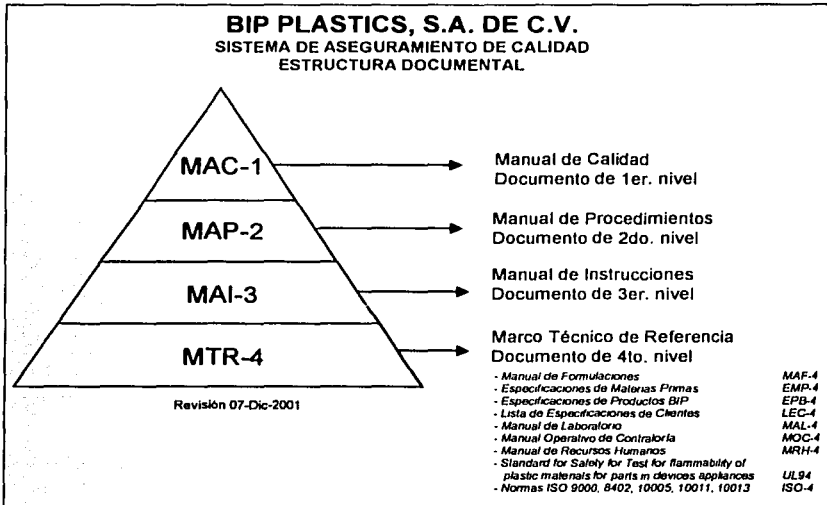 BIP PLASTICS, S.A. DE C.V.
SISTEMA DE ASEGURAMIENTO DE CALIDAD
ESTRUCTURA DOCUMENTAL
MAC-1
Manual de Calidad
Documento de 1er. nivel
MAP-2
Manual de Procedimientos
Documento de 2do. nivel
MAI-3
Manual de Instrucciones
Documento de 3er. nivel
MTR-4
Marco Técnico de Referencia
Documento de 4to. nivel
- Manual de Formulaciones MAF-4
- Especificaciones de Materias Primas EMP-4
- Especificaciones de Productos BIP EPB-4
- Lista de Especificaciones de Clientes LEC-4
- Manual de Laboratorio MAL-4
- Manual Operativo de Contraloría MOC-4
- Manual de Recursos Humanos MRH-4
- Standard for Safety for Test for flammability of
plastic materials for parts in devices appliances UL94
- Normas ISO 9000, 8402, 10005, 10011, 10013 ISO-4
Revisión 07-Dic-2001